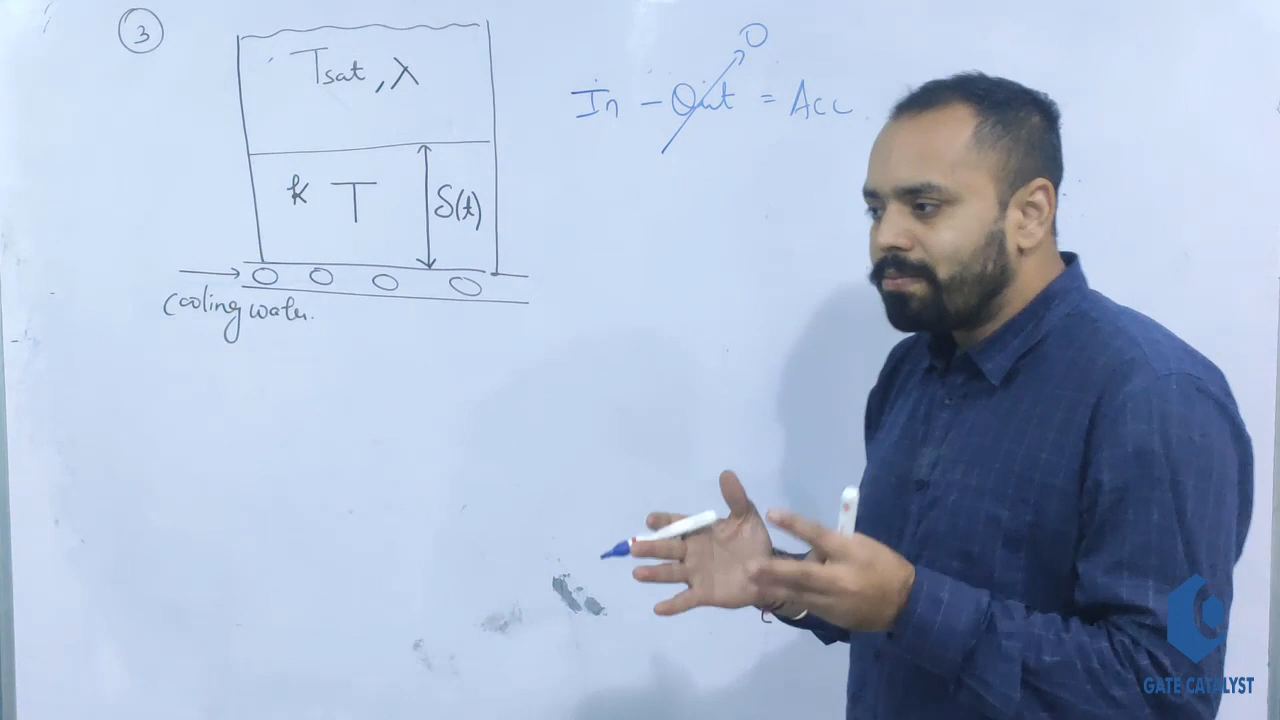 3
Tsat, λ
In - Out = Acc
0
k T δ(t)
cooling water.
GATE CATALYST